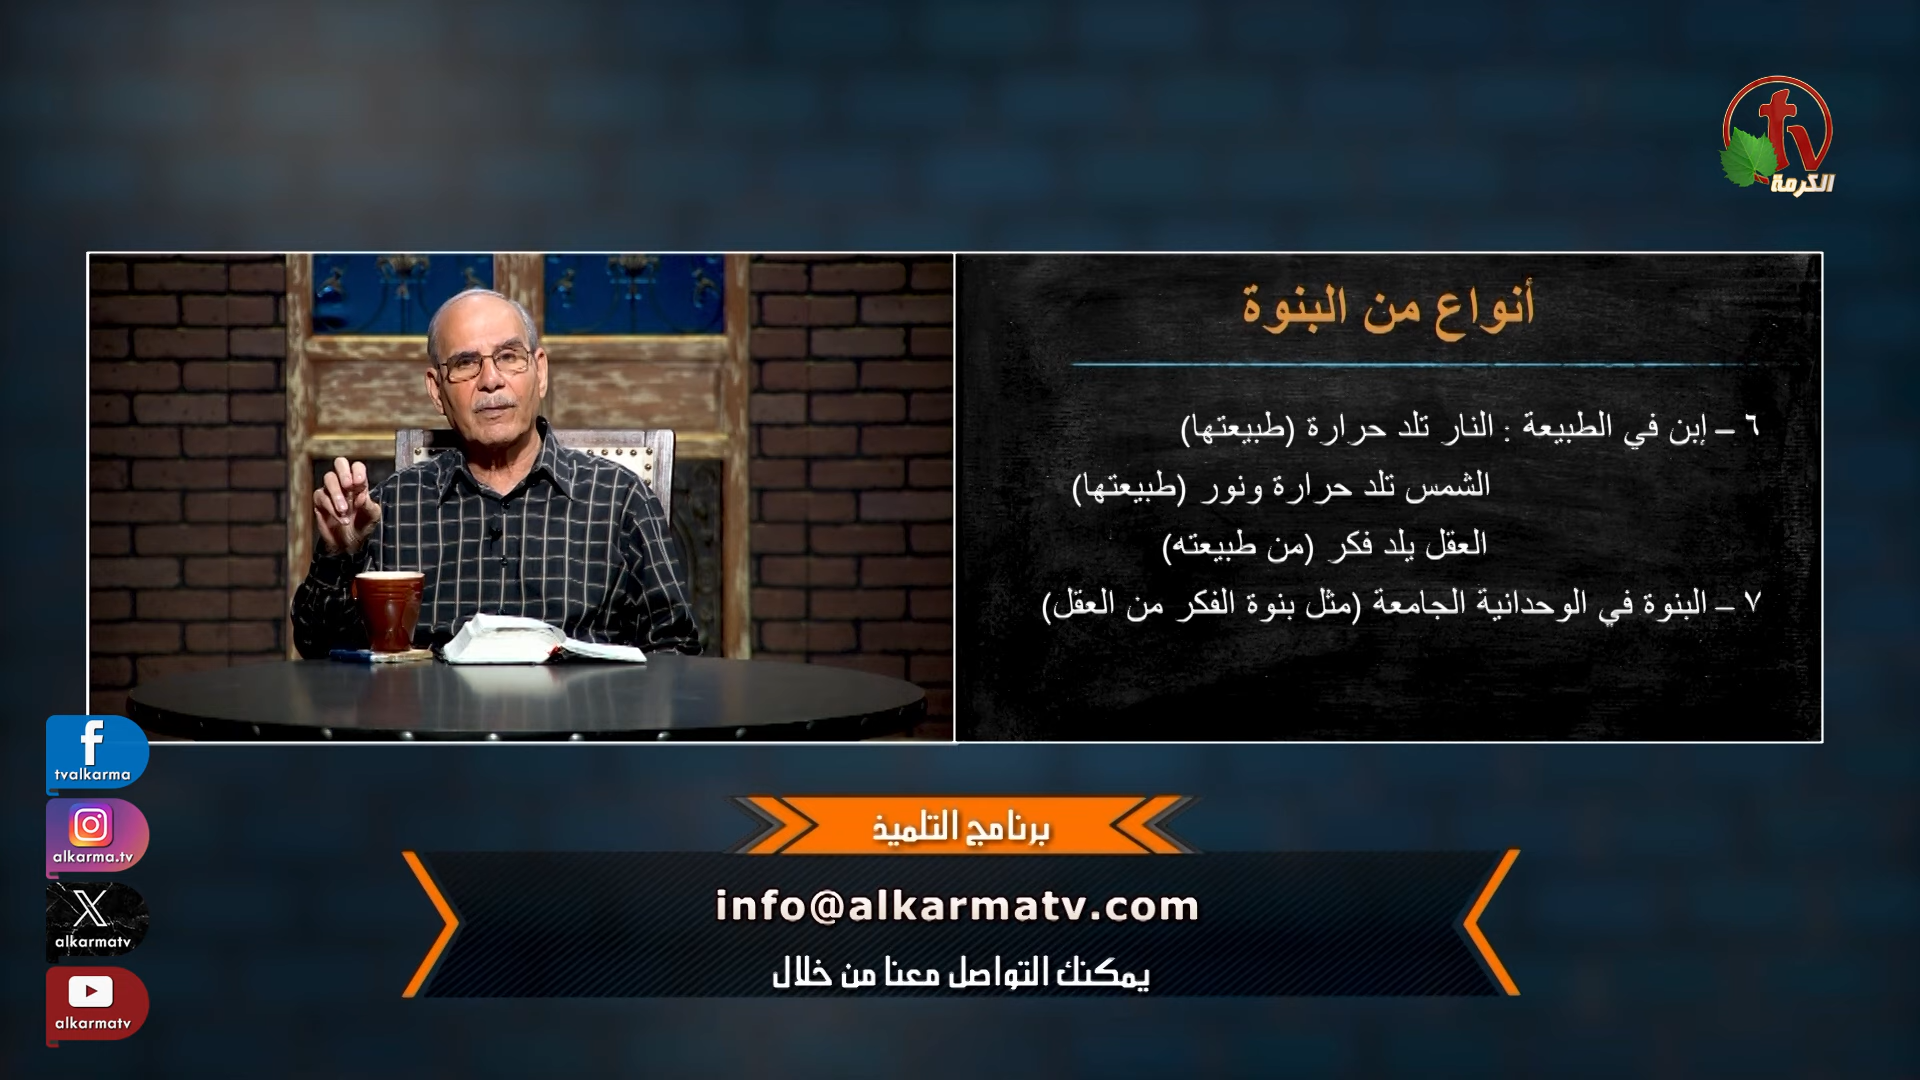 tv
الكرمة
أنواع من البنوة
٦ – إبن في الطبيعة : النار تلد حرارة (طبيعتها)
الشمس تلد حرارة ونور (طبيعتها)
العقل يلد فكر (من طبيعته)
٧ – البنوة في الوحدانية الجامعة (مثل بنوة الفكر من العقل)
tvalkarma
alkarma.tv
alkarmatv
alkarmatv
برنامج التلميذ
info@alkarmatv.com
يمكنك التواصل معنا من خلال